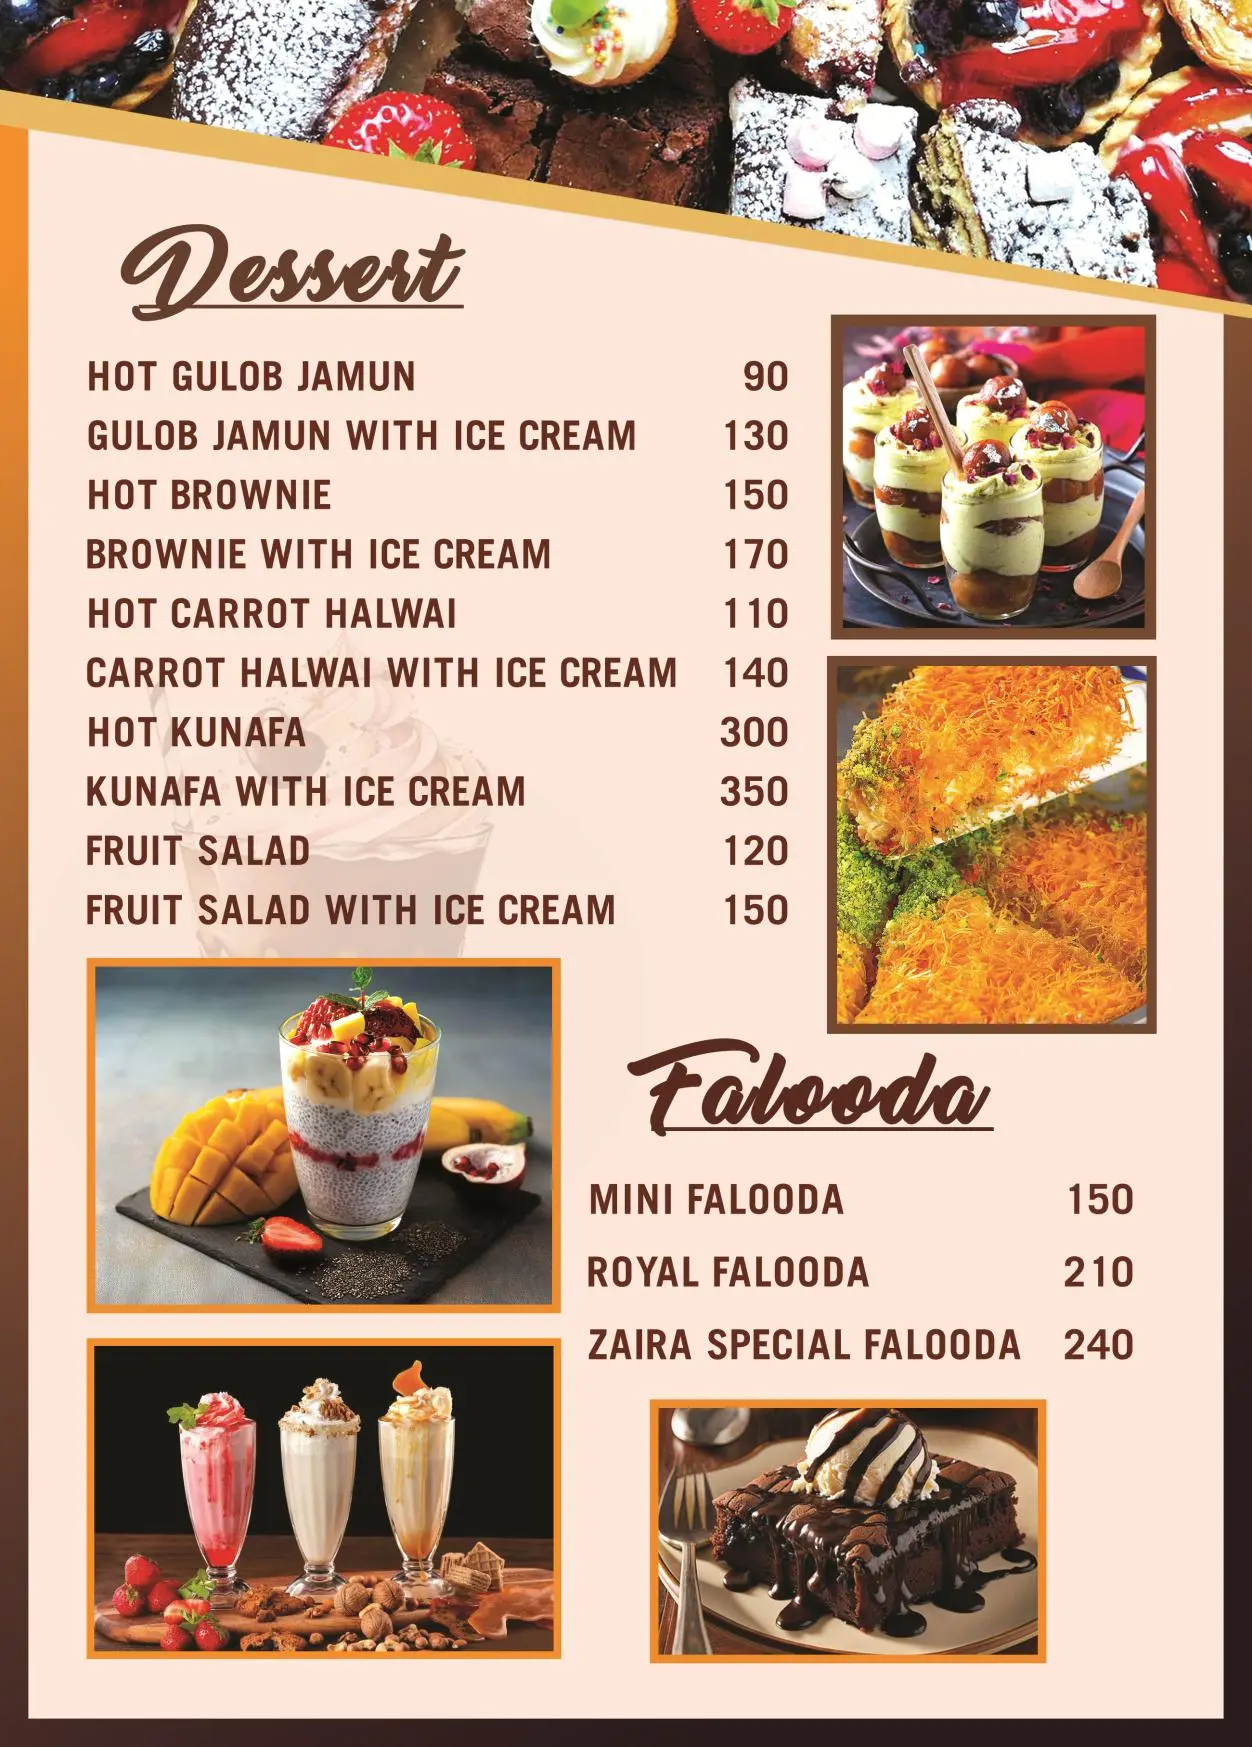 Dessert
HOT GULOB JAMUN 90
GULOB JAMUN WITH ICE CREAM 130
HOT BROWNIE 150
BROWNIE WITH ICE CREAM 170
HOT CARROT HALWAI 110
CARROT HALWAI WITH ICE CREAM 140
HOT KUNAFA 300
KUNAFA WITH ICE CREAM 350
FRUIT SALAD 120
FRUIT SALAD WITH ICE CREAM 150
Falooda
MINI FALOODA 150
ROYAL FALOODA 210
ZAIRA SPECIAL FALOODA 240